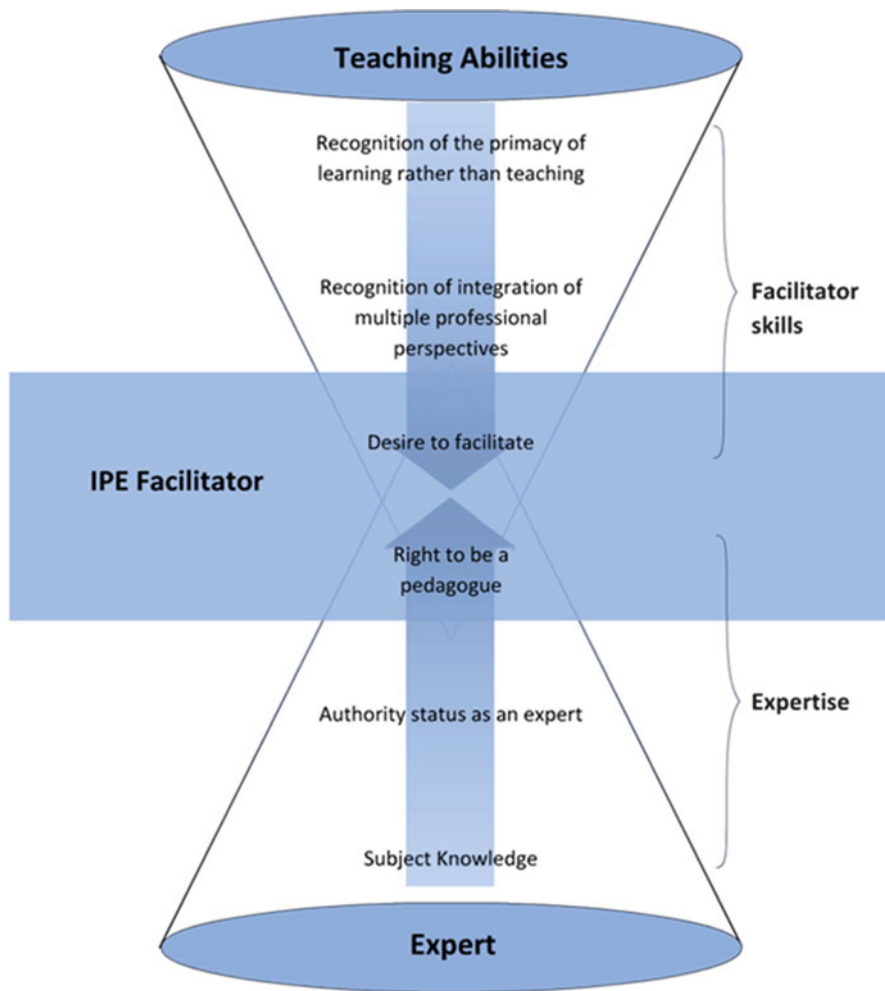 Teaching Abilities
Recognition of the primacy of
learning rather than teaching
Recognition of integration of
multiple professional
perspectives
Facilitator
skills
Desire to facilitate
IPE Facilitator
Right to be a
pedagogue
Authority status as an expert
Expertise
Subject Knowledge
Expert